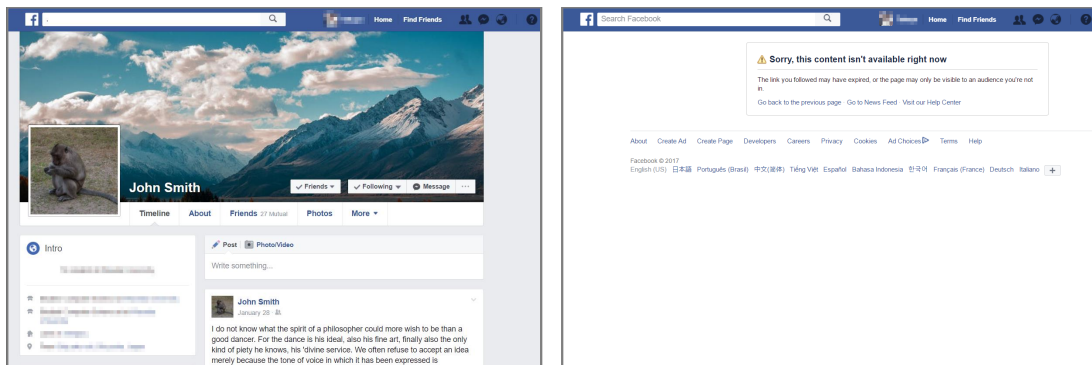 f
Home Find Friends
John Smith
Friends Following Message ...
Timeline About Friends 27 Mutual Photos More
Intro
Post Photo/Video
Write something...
John Smith
January 28
I do not know what the spirit of a philosopher could more wish to be than a
good dancer. For the dance is his ideal, also his fine art, finally also the only
kind of piety he knows, his 'divine service. We often refuse to accept an idea
merely because the tone of voice in which it has been expressed is
f Search Facebook
Home Find Friends
Sorry, this content isn't available right now
The link you followed may have expired, or the page may only be visible to an audience you're not
in.
Go back to the previous page Go to News Feed Visit our Help Center
About Create Ad Create Page Developers Careers Privacy Cookies Ad Choices Terms Help
Facebook © 2017
English (US) 日本語 Português (Brasil) 中文(简体) Tiếng Việt Español Bahasa Indonesia 한국어 Français (France) Deutsch Italiano +